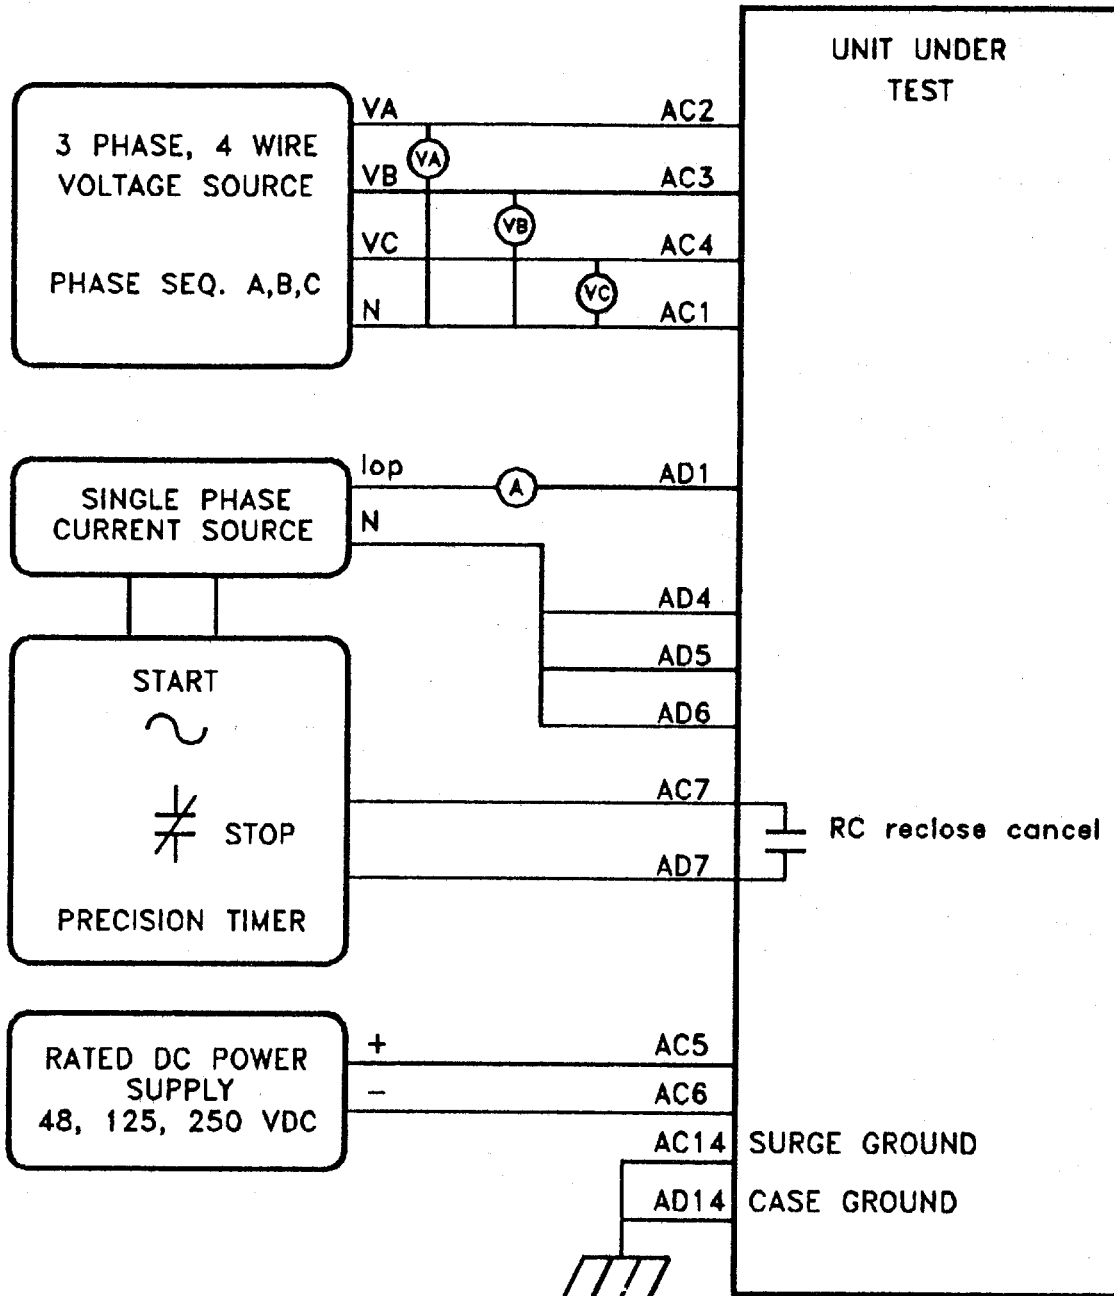 UNIT UNDER
TEST
3 PHASE, 4 WIRE
VOLTAGE SOURCE
PHASE SEQ. A,B,C
VA
AC2
VA
VB
AC3
VB
VC
AC4
VC
N
AC1
SINGLE PHASE
CURRENT SOURCE
Iop
A
AD1
N
AD4
AD5
AD6
START
STOP
PRECISION TIMER
AC7
RC reclose cancel
AD7
RATED DC POWER
SUPPLY
48, 125, 250 VDC
+
AC5
−
AC6
AC14 SURGE GROUND
AD14 CASE GROUND